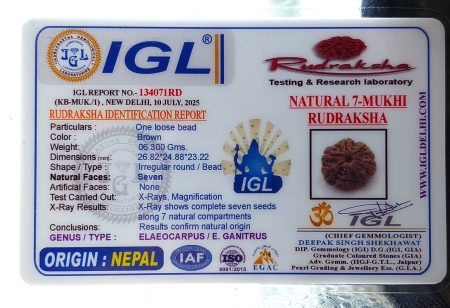 IGL®
Rudraksha
Testing & Research laboratory
IGL REPORT NO.- 134071RD
(KB-MUK/1) , NEW DELHI, 10 JULY, 2025
RUDRAKSHA IDENTIFICATION REPORT
NATURAL 7-MUKHI
RUDRAKSHA
Particulars : One loose bead
Color : Brown
Weight : 06.300 Gms.
Dimensions (mm) : 26.82*24.88*23.22
Shape / Type : Irregular round / Bead
Natural Faces: Seven
Artificial Faces: None
Test Carried Out: X-Rays, Magnification
X-Ray Results: X-Ray shows complete seven seeds
along 7 natural compartments
Conclusions: Results confirm natural origin
GENUS / TYPE : ELAEOCARPUS / E. GANITRUS
ORIGIN : NEPAL
IAF
ISO
9001:2015
EGAC
IGL
ॐ IGL
(CHIEF GEMMOLOGIST)
DEEPAK SINGH SHEKHAWAT
DIP. Gemmology (IGI) D.G.(IGI, GIA)
Graduate Coloured Stones (GIA)
Adv. Gemm. (IIGJ-G.T.L., Jaipur)
Pearl Grading & Jewellery Ess. (G.I.A.)
WWW.IGLDELHI.COM